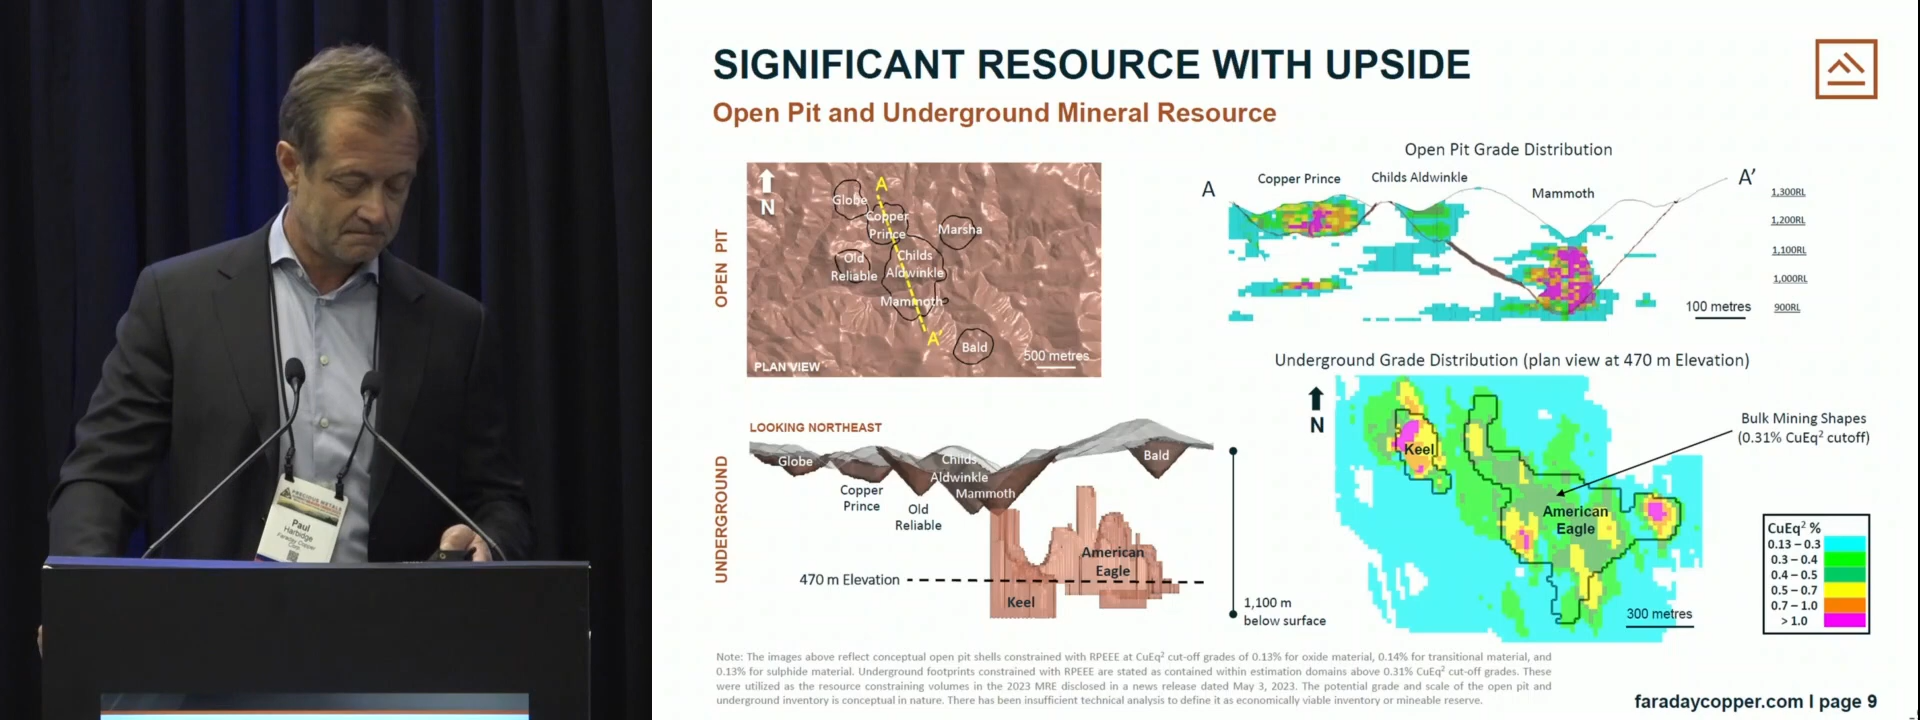 SIGNIFICANT RESOURCE WITH UPSIDE
Open Pit and Underground Mineral Resource
OPEN PIT
N
A
Globe
Copper
Prince
Marsha
Old
Reliable
Childs
Aldwinkle
Mammoth
A'
Bald
500 metres
PLAN VIEW
Open Pit Grade Distribution
A
Copper Prince
Childs Aldwinkle
Mammoth
A'
1,300RL
1,200RL
1,100RL
1,000RL
900RL
100 metres
UNDERGROUND
LOOKING NORTHEAST
Globe
Copper
Prince
Old
Reliable
Childs
Aldwinkle
Mammoth
Bald
American
Eagle
470 m Elevation
Keel
1,100 m
below surface
Underground Grade Distribution (plan view at 470 m Elevation)
N
Keel
American
Eagle
Bulk Mining Shapes
(0.31% CuEq² cutoff)
300 metres
CuEq² %
0.13 – 0.3
0.3 – 0.4
0.4 – 0.5
0.5 – 0.7
0.7 – 1.0
> 1.0
Note: The images above reflect conceptual open pit shells constrained with RPEEE at CuEq² cut-off grades of 0.13% for oxide material, 0.14% for transitional material, and
0.13% for sulphide material. Underground footprints constrained with RPEEE are stated as contained within estimation domains above 0.31% CuEq² cut-off grades. These
were utilized as the resource constraining volumes in the 2023 MRE disclosed in a news release dated May 3, 2023. The potential grade and scale of the open pit and
underground inventory is conceptual in nature. There has been insufficient technical analysis to define it as economically viable inventory or mineable reserve.
faradaycopper.com I page 9
PRECIOUS METALS
Paul
Harbidge
Faraday Copper